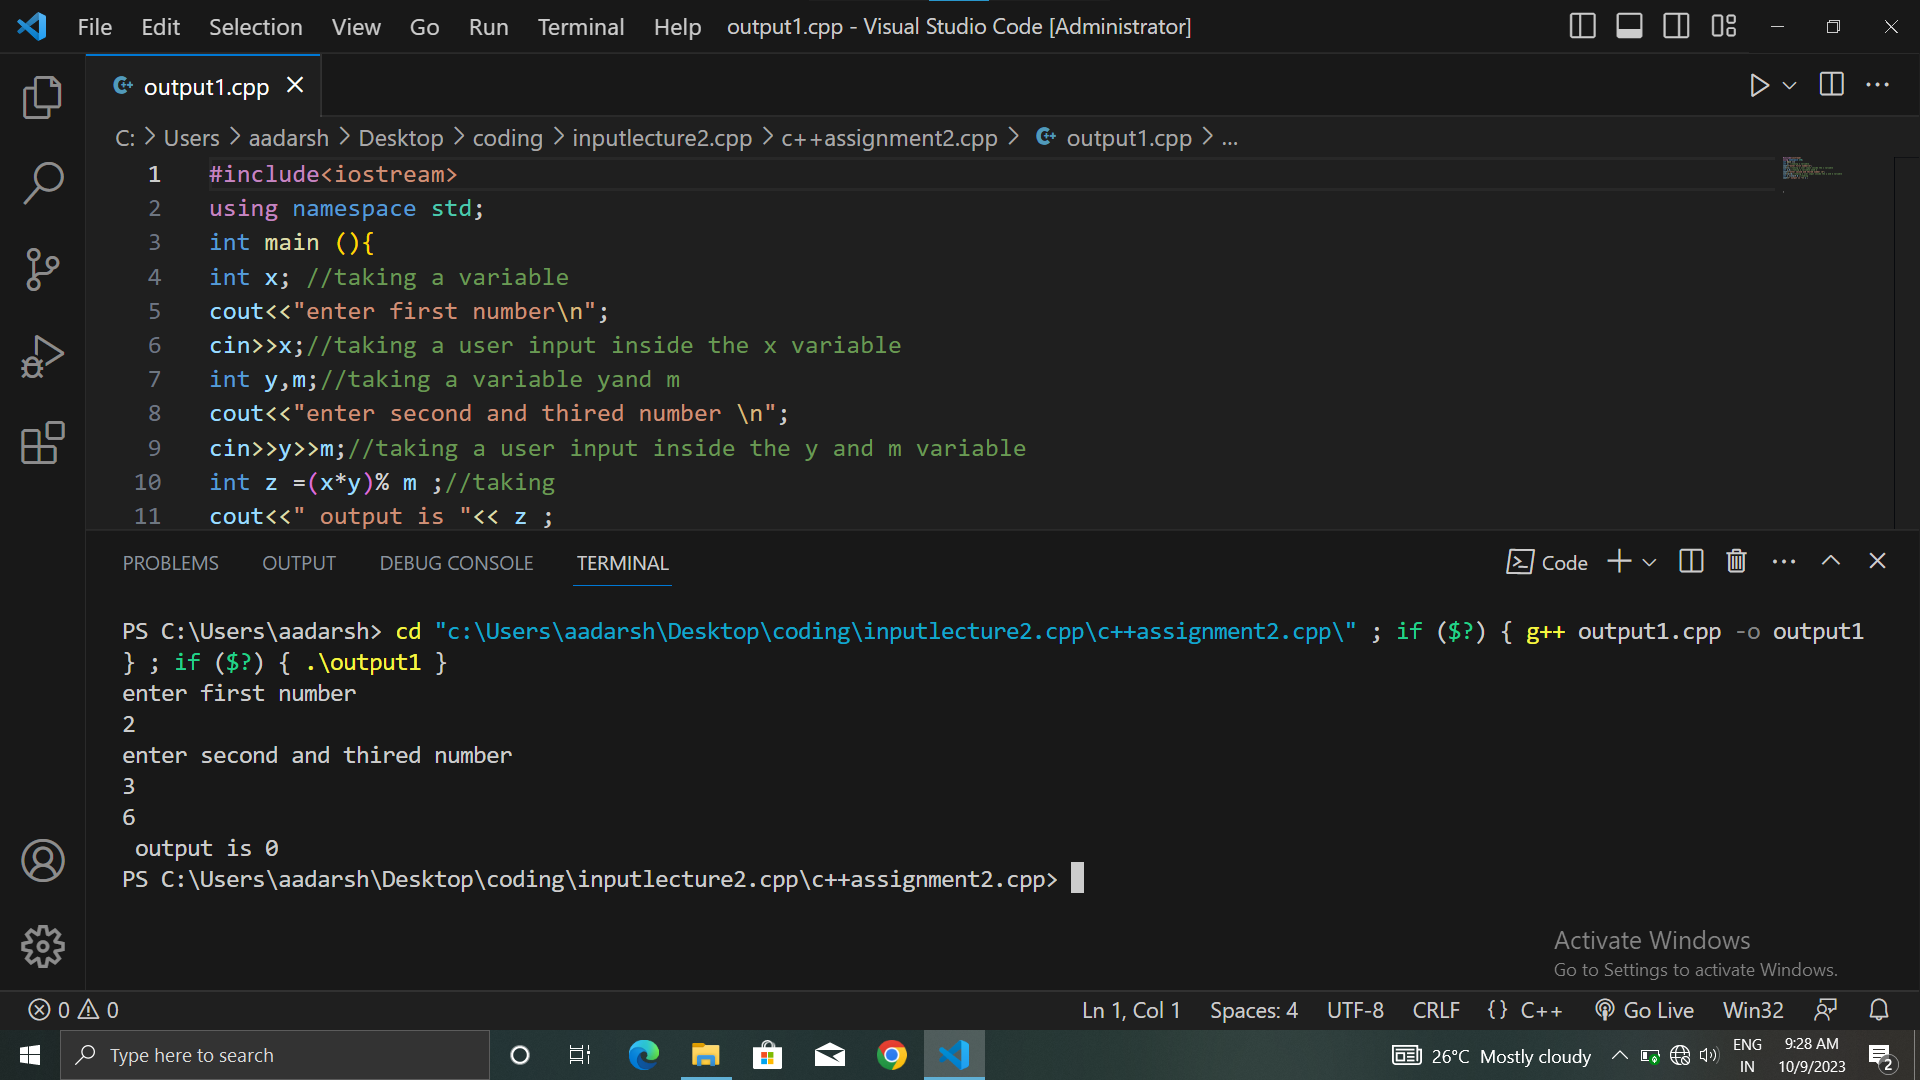 File Edit Selection View Go Run Terminal Help output1.cpp - Visual Studio Code [Administrator]
output1.cpp
C: > Users > aadarsh > Desktop > coding > inputlecture2.cpp > c++assignment2.cpp > output1.cpp > ...
1 #include<iostream>
2 using namespace std;
3 int main (){
4 int x; //taking a variable
5 cout<<"enter first number\n";
6 cin>>x;//taking a user input inside the x variable
7 int y,m;//taking a variable yand m
8 cout<<"enter second and thired number \n";
9 cin>>y>>m;//taking a user input inside the y and m variable
10 int z =(x*y)% m ;//taking
11 cout<<" output is "<< z ;
PROBLEMS OUTPUT DEBUG CONSOLE TERMINAL Code
PS C:\Users\aadarsh> cd "c:\Users\aadarsh\Desktop\coding\inputlecture2.cpp\c++assignment2.cpp\" ; if ($?) { g++ output1.cpp -o output1
} ; if ($?) { .\output1 }
enter first number
2
enter second and thired number
3
6
output is 0
PS C:\Users\aadarsh\Desktop\coding\inputlecture2.cpp\c++assignment2.cpp>
Activate Windows
Go to Settings to activate Windows.
0 0 Ln 1, Col 1 Spaces: 4 UTF-8 CRLF {} C++ Go Live Win32
Type here to search 26°C Mostly cloudy ENG IN 9:28 AM 10/9/2023 2